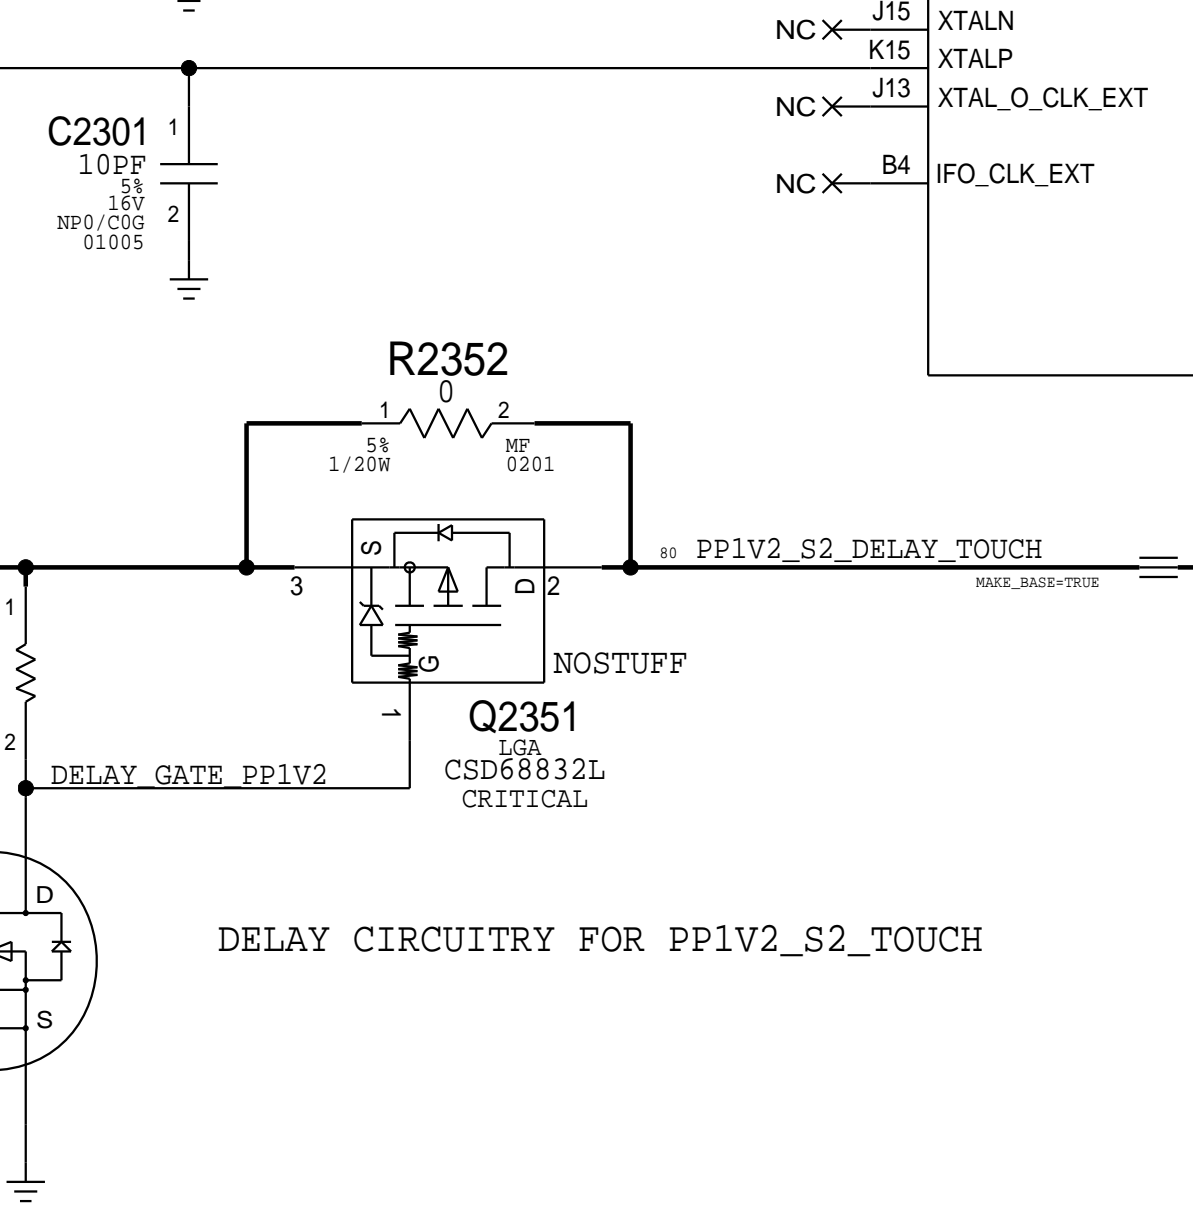 J15
NC
XTALN
K15
XTALP
J13
NC
XTAL_O_CLK_EXT
C2301
1
10PF
5%
16V
NP0/C0G
01005
2
B4
NC
IFO_CLK_EXT
R2352
0
1
2
5%
1/20W
MF
0201
S
80
PP1V2_S2_DELAY_TOUCH
MAKE_BASE=TRUE
3
D
2
1
G
NOSTUFF
1
Q2351
LGA
CSD68832L
CRITICAL
2
DELAY_GATE_PP1V2
D
DELAY CIRCUITRY FOR PP1V2_S2_TOUCH
S